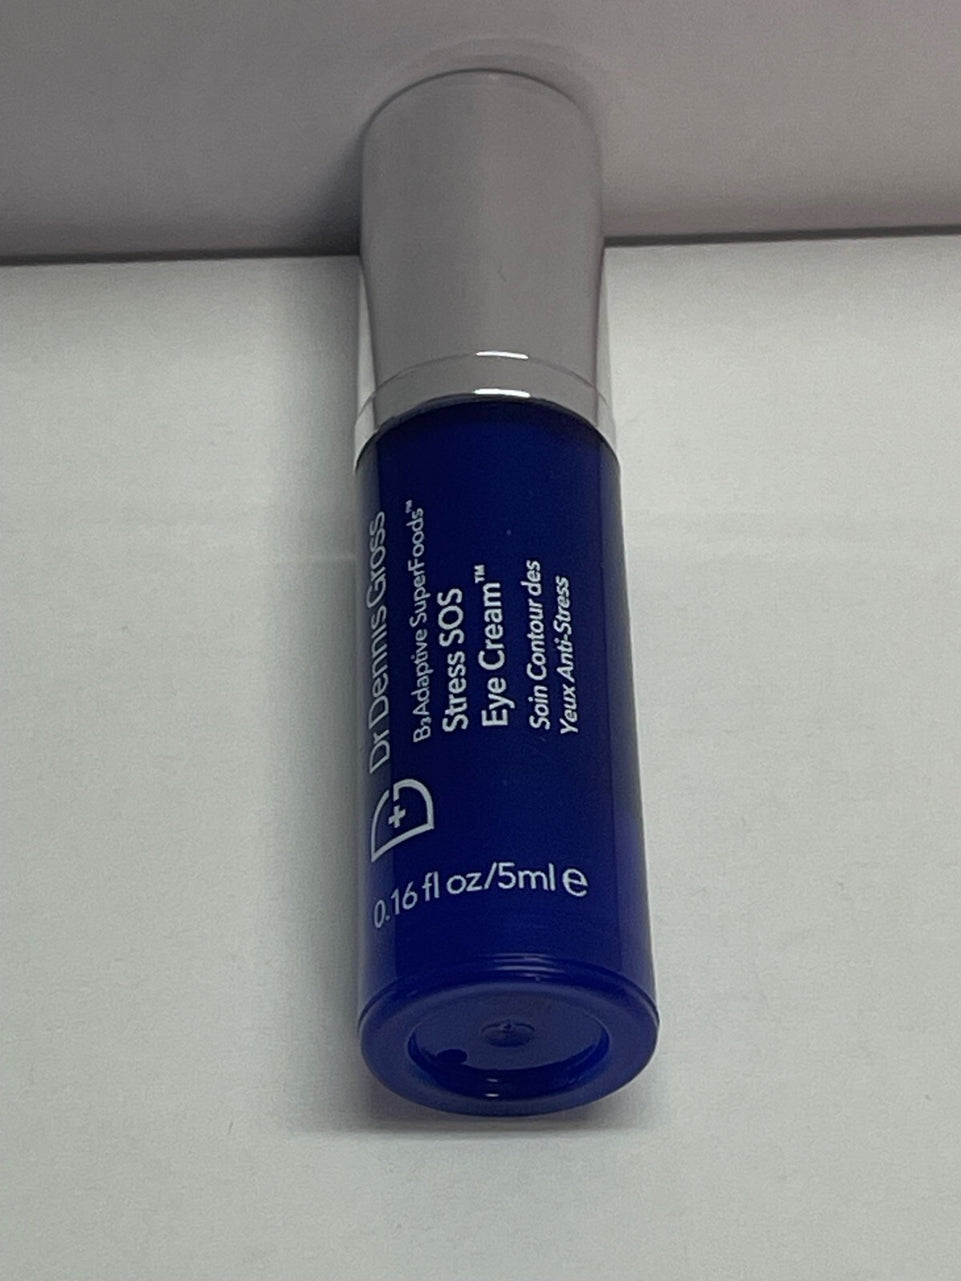 Dr Dennis Gross
B₃Adaptive SuperFoods™
Stress SOS
Eye Cream™
Soin Contour des
Yeux Anti-Stress
0.16 fl oz/5ml ℮